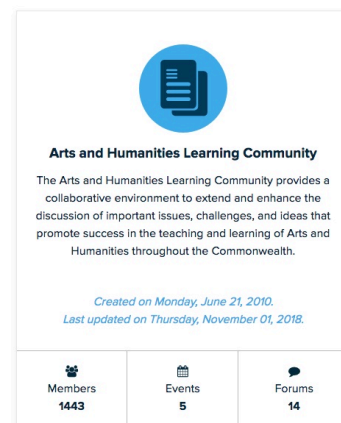 Arts and Humanities Learning Community
The Arts and Humanities Learning Community provides a
collaborative environment to extend and enhance the
discussion of important issues, challenges, and ideas that
promote success in the teaching and learning of Arts and
Humanities throughout the Commonwealth.
Created on Monday, June 21, 2010.
Last updated on Thursday, November 01, 2018.
Members Events Forums
1443 5 14